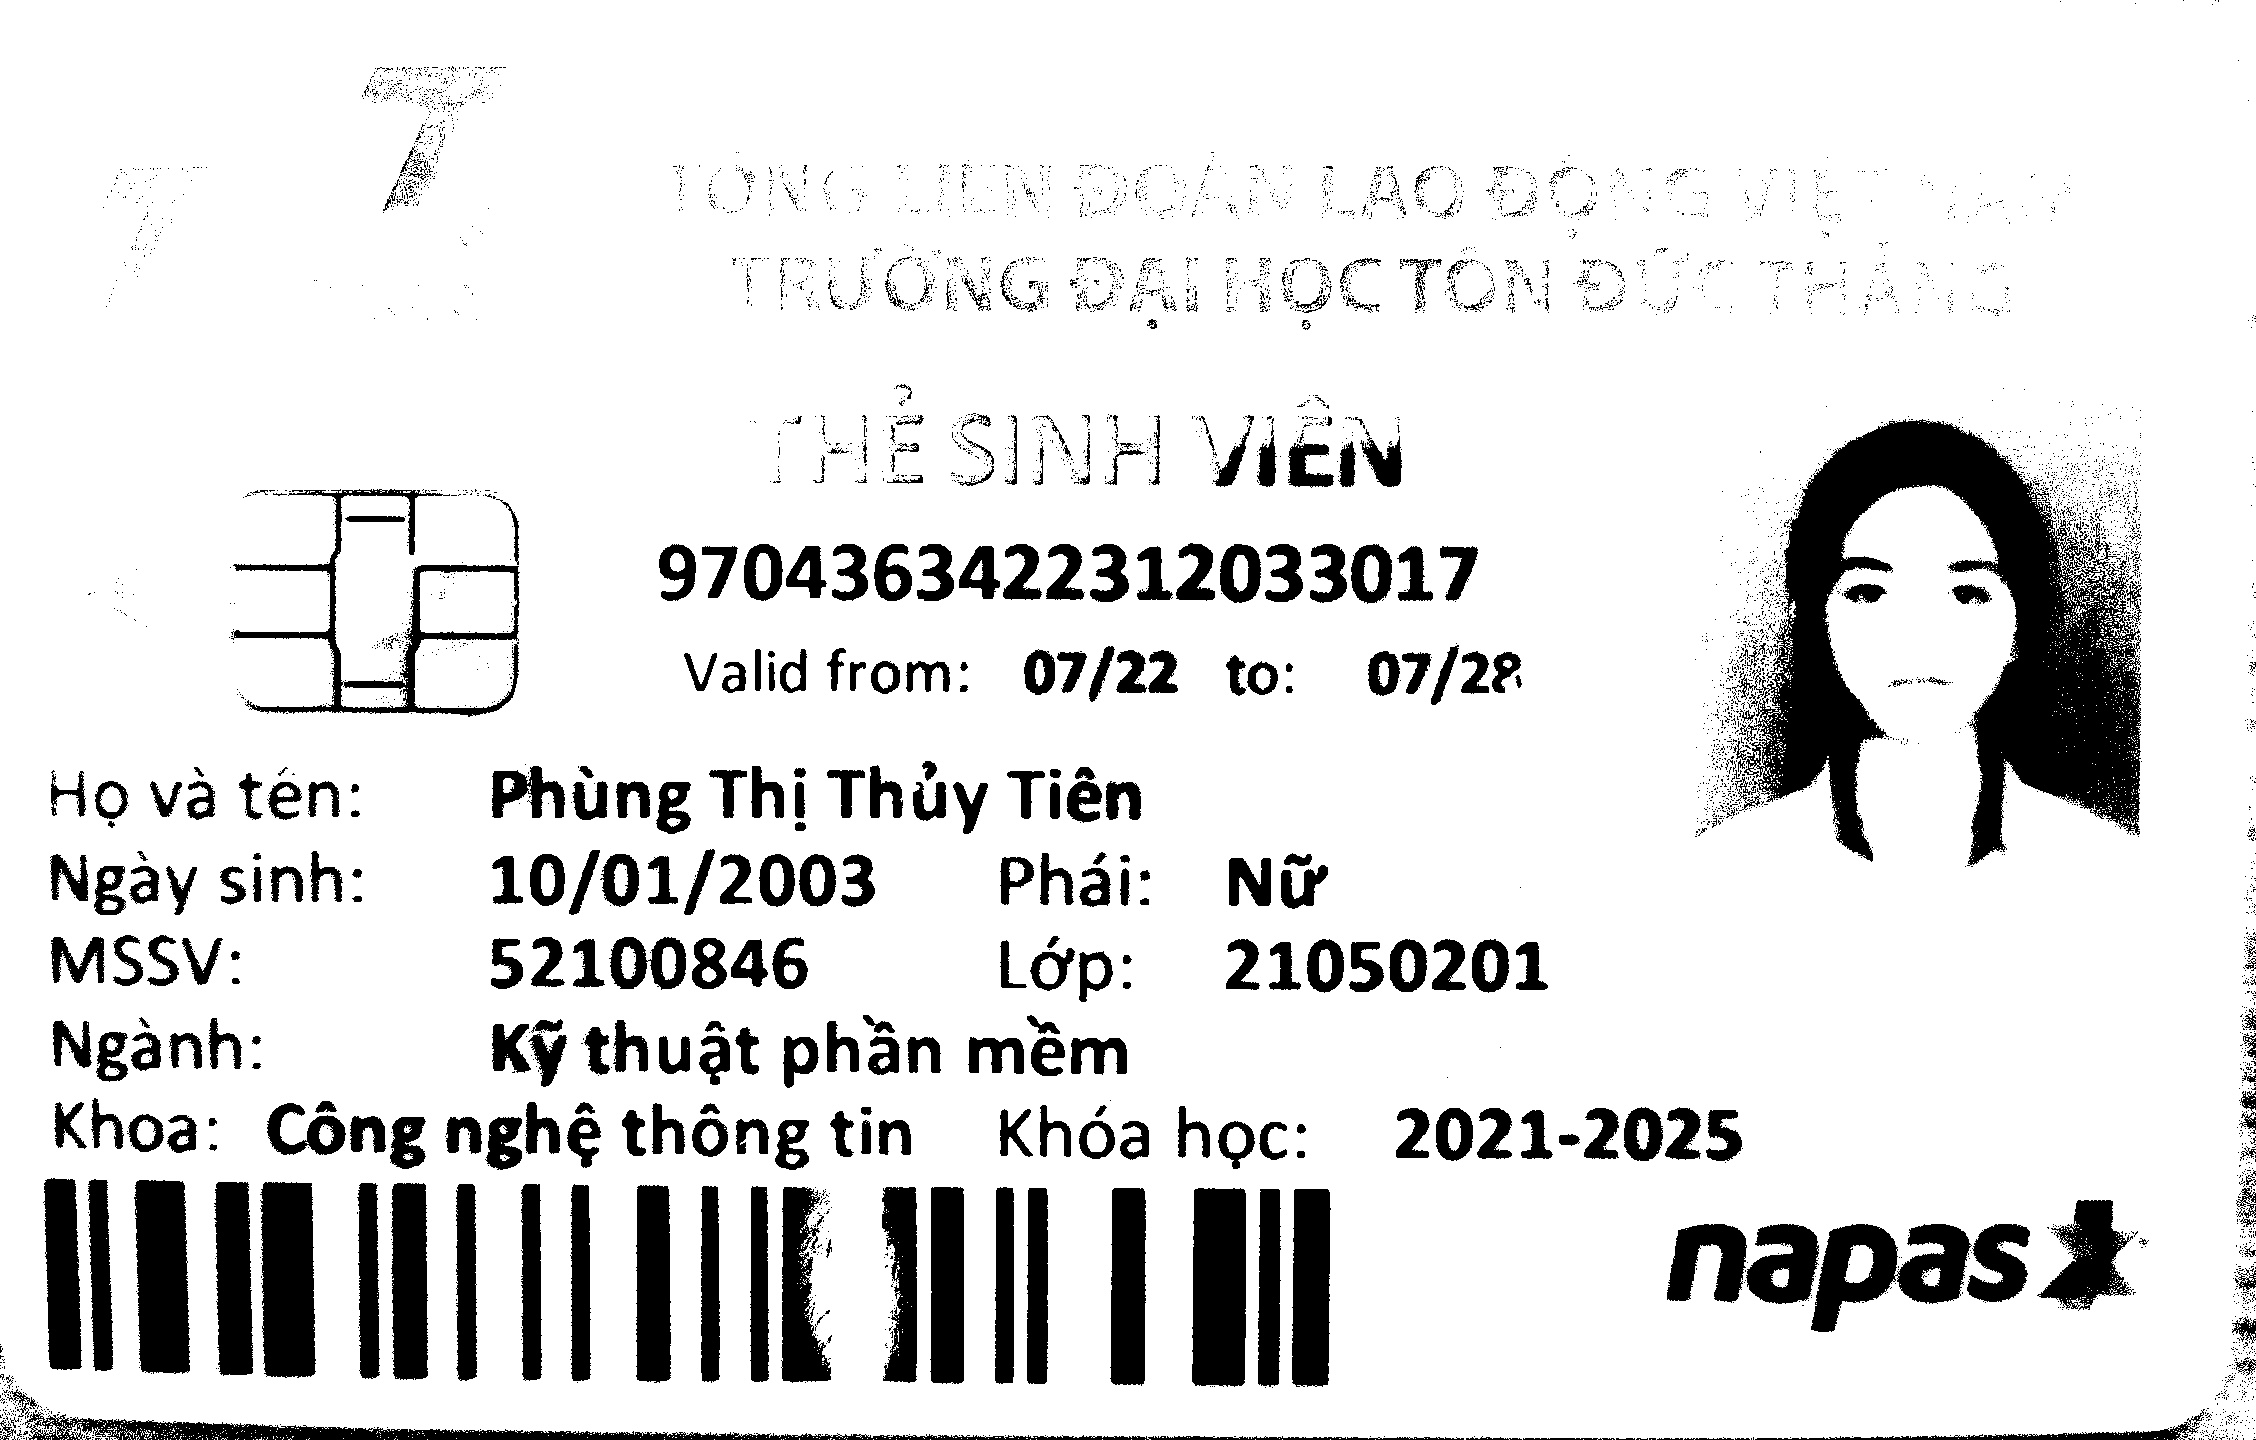 TỔNG LIÊN ĐOÀN LAO ĐỘNG VIỆT NAM
TRƯỜNG ĐẠI HỌC TÔN ĐỨC THẮNG
THẺ SINH VIÊN
9704363422312033017
Valid from: 07/22 to: 07/28
Họ và tên: Phùng Thị Thủy Tiên
Ngày sinh: 10/01/2003 Phái: Nữ
MSSV: 52100846 Lớp: 21050201
Ngành: Kỹ thuật phần mềm
Khoa: Công nghệ thông tin Khóa học: 2021-2025
napas